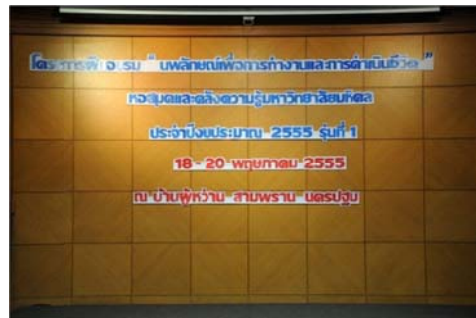 โครงการฝึกอบรม " นพลักษณ์เพื่อการทำงานและการดำเนินชีวิต "
หอสมุดและคลังความรู้มหาวิทยาลัยมหิดล
ประจำปีงบประมาณ 2555 รุ่นที่ 1
18 - 20 พฤษภาคม 2555
ณ บ้านผู้หว่าน สามพราน นครปฐม